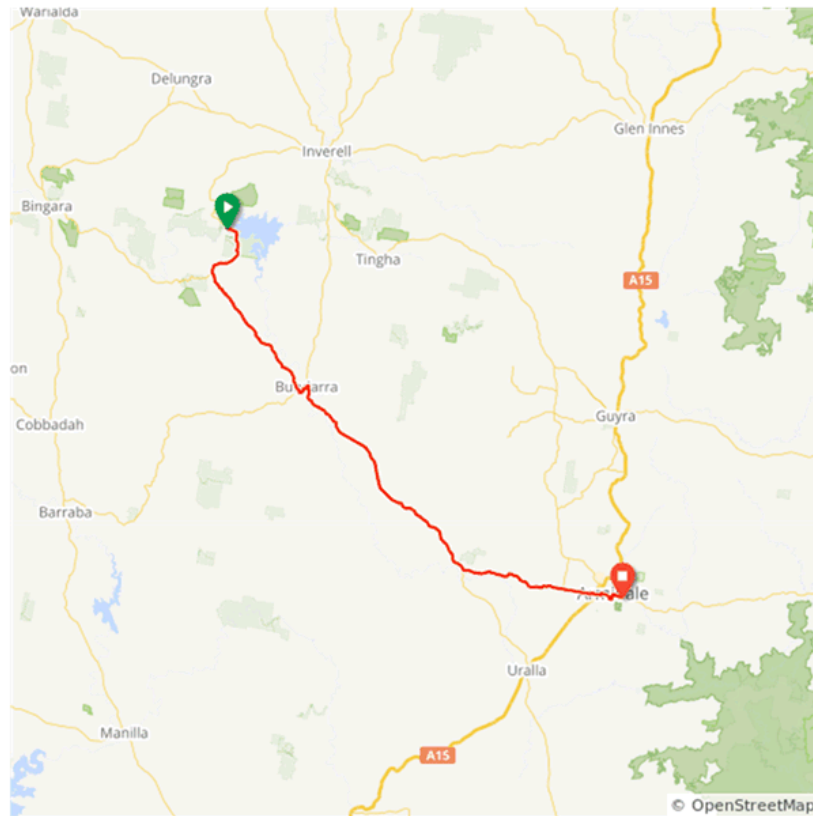 Warialda
Delungra
Glen Innes
Inverell
Bingara
Tingha
A15
on
Guyra
Cobbadah
Barraba
Uralla
Manilla
A15
© OpenStreetMap